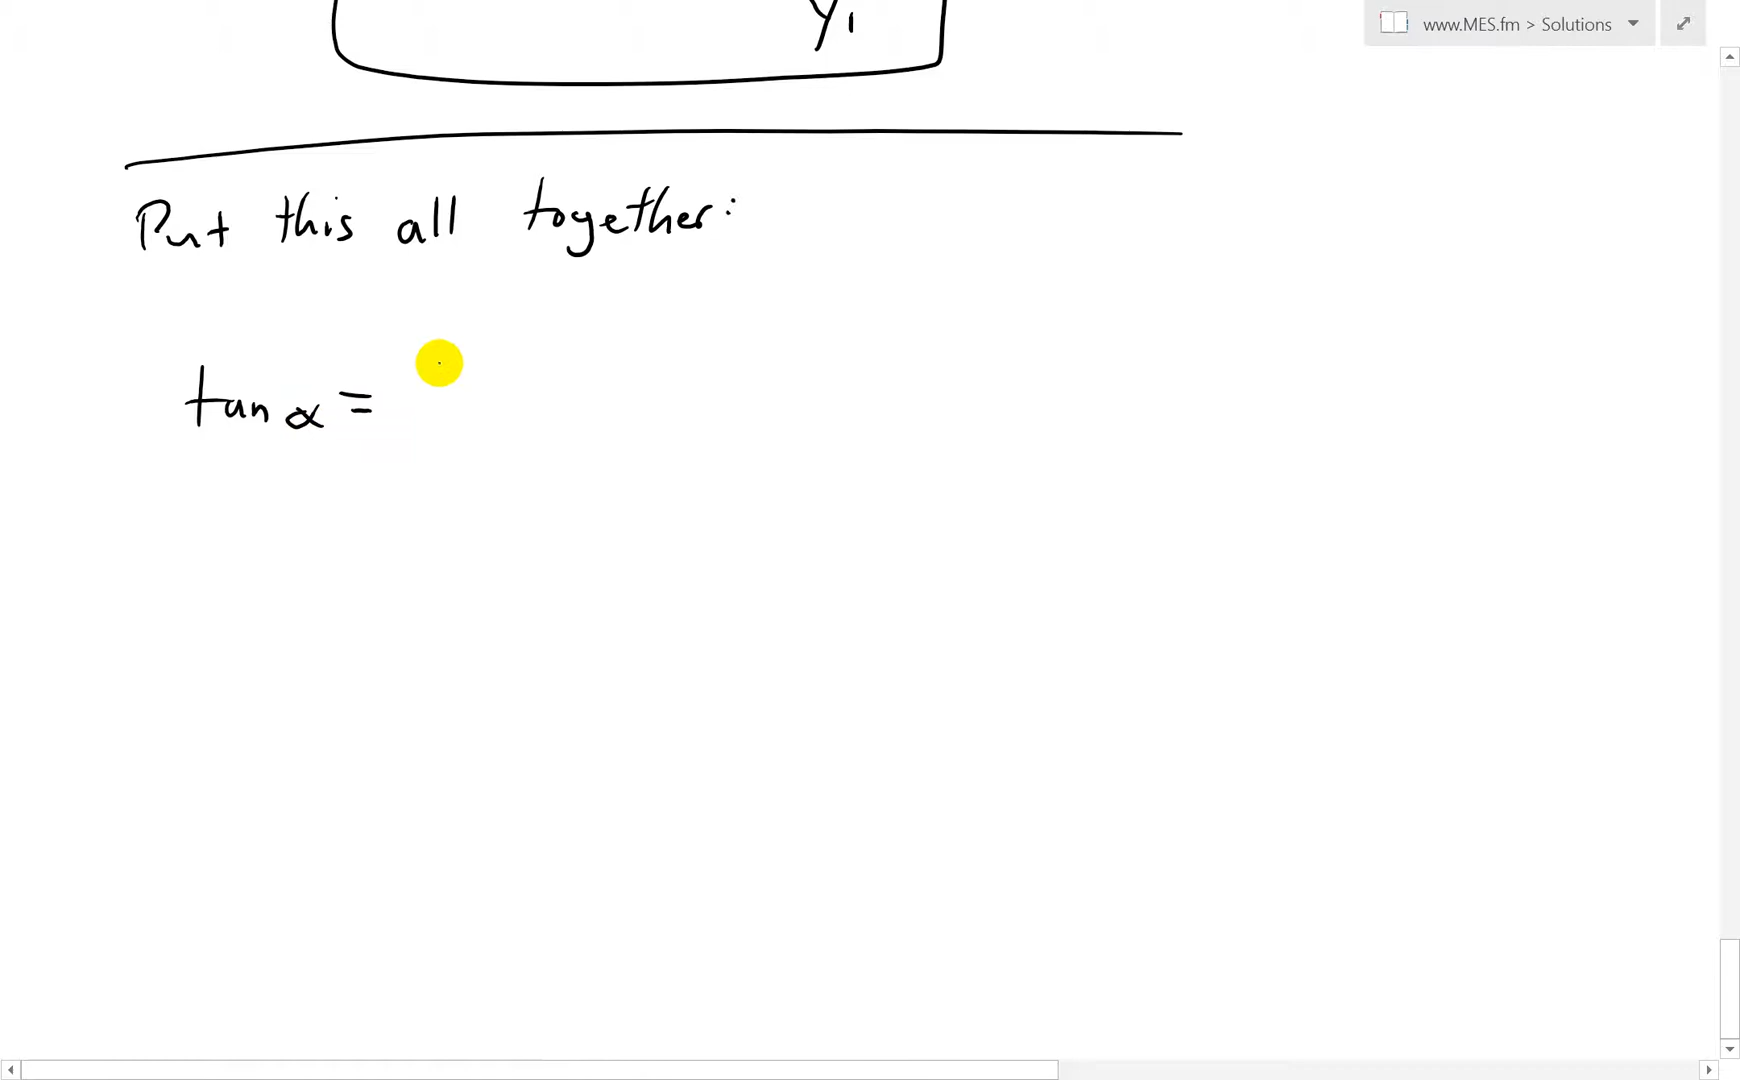 y₁
www.MES.fm > Solutions
Put this all together:
tan α =